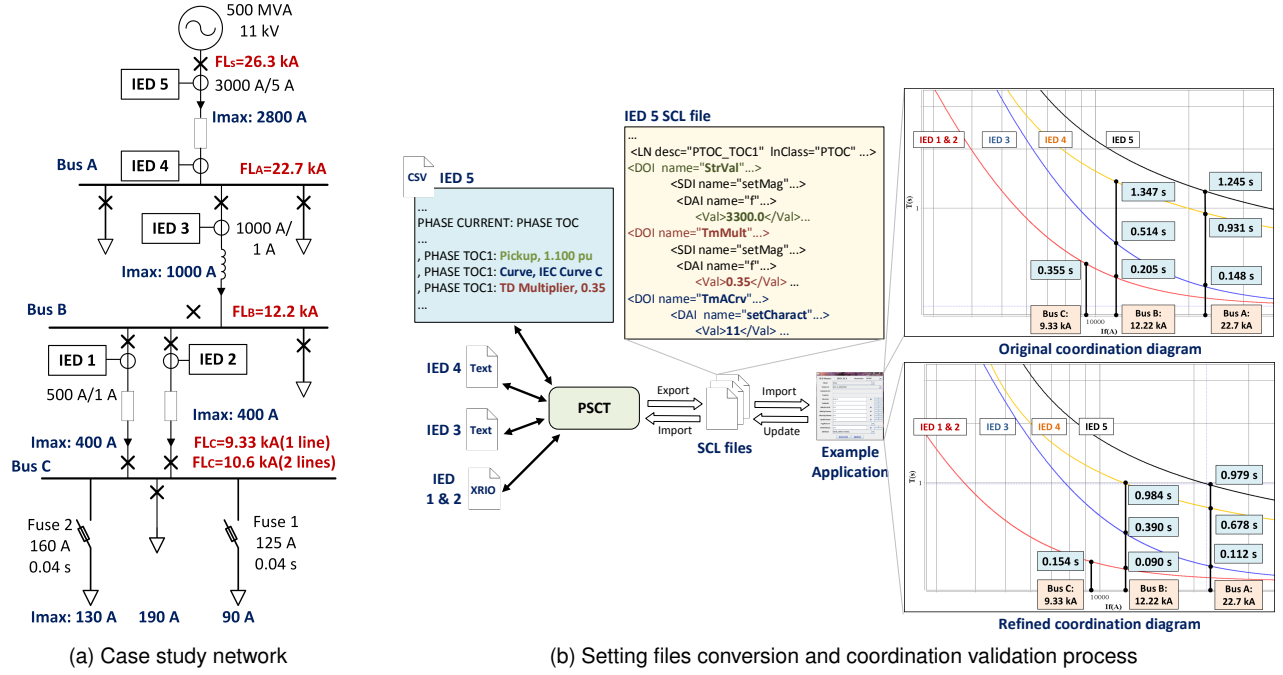 500 MVA
11 kV
FLs=26.3 kA
IED 5
3000 A/5 A
Imax: 2800 A
IED 4
Bus A
FLA=22.7 kA
IED 3
1000 A/
1 A
Imax: 1000 A
Bus B
FLB=12.2 kA
IED 1
IED 2
500 A/1 A
Imax: 400 A
Imax: 400 A
FLC=9.33 kA(1 line)
FLC=10.6 kA(2 lines)
Bus C
Fuse 2
160 A
0.04 s
Fuse 1
125 A
0.04 s
Imax: 130 A
190 A
90 A
(a) Case study network
CSV
IED 5
...
PHASE CURRENT: PHASE TOC
...
, PHASE TOC1: Pickup, 1.100 pu
, PHASE TOC1: Curve, IEC Curve C
, PHASE TOC1: TD Multiplier, 0.35
...
IED 5 SCL file
...
<LN desc="PTOC_TOC1" lnClass="PTOC" ...>
<DOI name="StrVal"...>
<SDI name="setMag"...>
<DAI name="f"...>
<Val>3300.0</Val>...
<DOI name="TmMult">
<SDI name="setMag"...>
<DAI name="f"...>
<Val>0.35</Val> ...
<DOI name="TmACrv"...>
<DAI name="setCharact"...>
<Val>11</Val> ...
IED 4
Text
IED 3
Text
IED
1 & 2
XRIO
PSCT
Export
Import
SCL files
Import
Update
Example
Application
T(s)
1
IED 1 & 2
IED 3
IED 4
IED 5
1.347 s
1.245 s
0.514 s
0.931 s
0.355 s
0.205 s
0.148 s
Bus C:
9.33 kA
10000
If(A)
Bus B:
12.22 kA
Bus A:
22.7 kA
Original coordination diagram
T(s)
1
IED 1 & 2
IED 3
IED 4
IED 5
0.984 s
0.979 s
0.390 s
0.678 s
0.154 s
0.090 s
0.112 s
Bus C:
9.33 kA
10000
If(A)
Bus B:
12.22 kA
Bus A:
22.7 kA
Refined coordination diagram
(b) Setting files conversion and coordination validation process